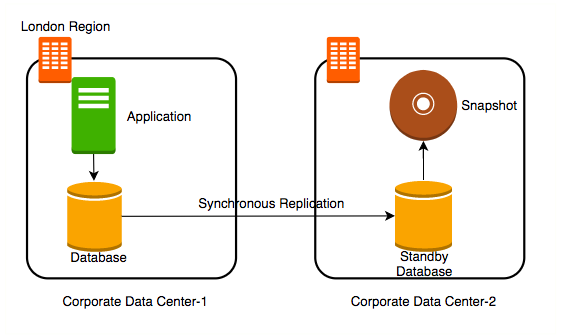 London Region
Application
Snapshot
Synchronous Replication
Database
Standby
Database
Corporate Data Center-1
Corporate Data Center-2